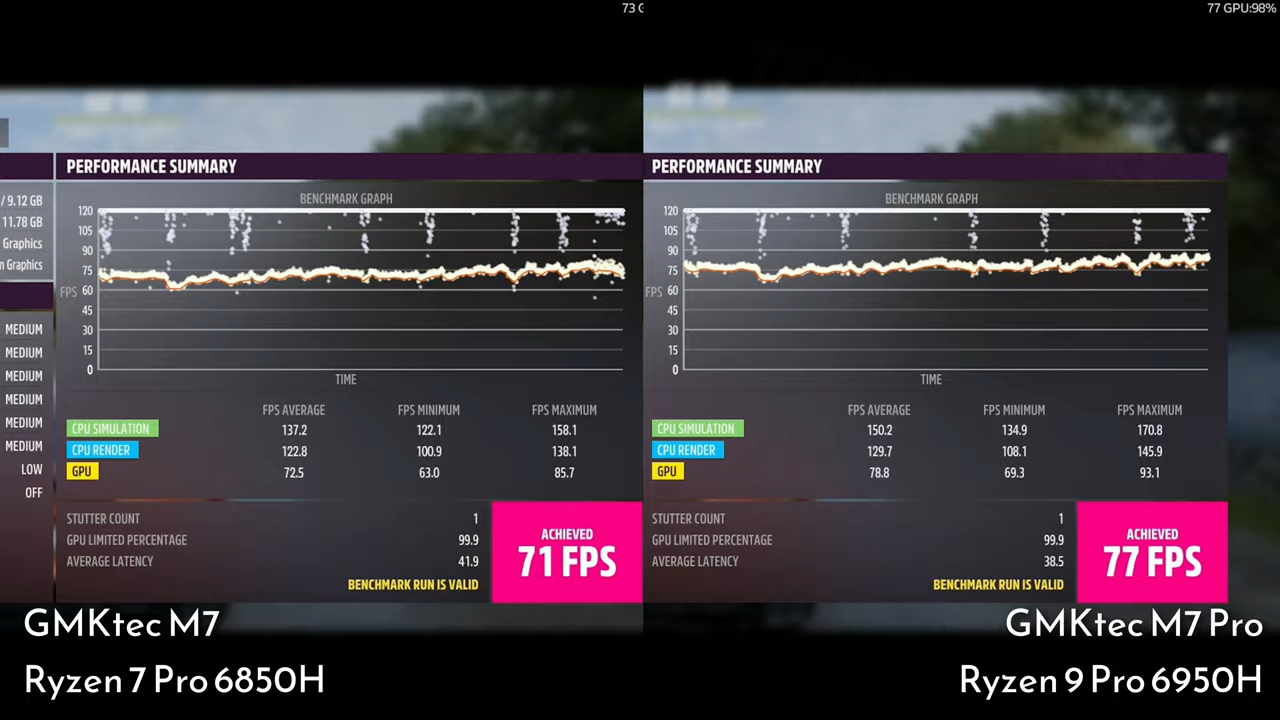 73 G
77 GPU:98%
PERFORMANCE SUMMARY
/ 9.12 GB
11.78 GB
Graphics
n Graphics
MEDIUM
MEDIUM
MEDIUM
MEDIUM
MEDIUM
MEDIUM
LOW
OFF
BENCHMARK GRAPH
120
105
90
75
FPS 60
45
30
15
0
TIME
FPS AVERAGE FPS MINIMUM FPS MAXIMUM
CPU SIMULATION 137.2 122.1 158.1
CPU RENDER 122.8 100.9 138.1
GPU 72.5 63.0 85.7
STUTTER COUNT 1
GPU LIMITED PERCENTAGE 99.9
AVERAGE LATENCY 41.9
BENCHMARK RUN IS VALID
ACHIEVED
71 FPS
GMKtec M7
Ryzen 7 Pro 6850H
PERFORMANCE SUMMARY
BENCHMARK GRAPH
120
105
90
75
FPS 60
45
30
15
0
TIME
FPS AVERAGE FPS MINIMUM FPS MAXIMUM
CPU SIMULATION 150.2 134.9 170.8
CPU RENDER 129.7 108.1 145.9
GPU 78.8 69.3 93.1
STUTTER COUNT 1
GPU LIMITED PERCENTAGE 99.9
AVERAGE LATENCY 38.5
BENCHMARK RUN IS VALID
ACHIEVED
77 FPS
GMKtec M7 Pro
Ryzen 9 Pro 6950H